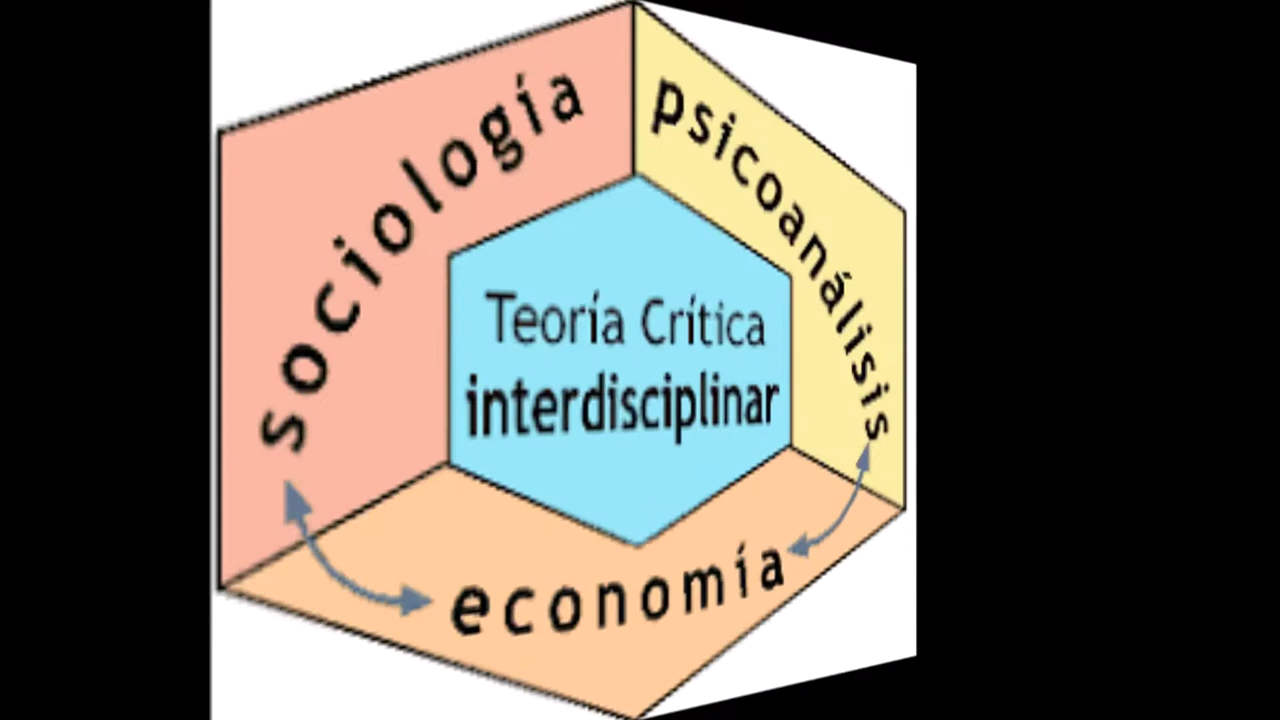 sociología
psicoanálisis
Teoría Crítica
interdisciplinar
economía